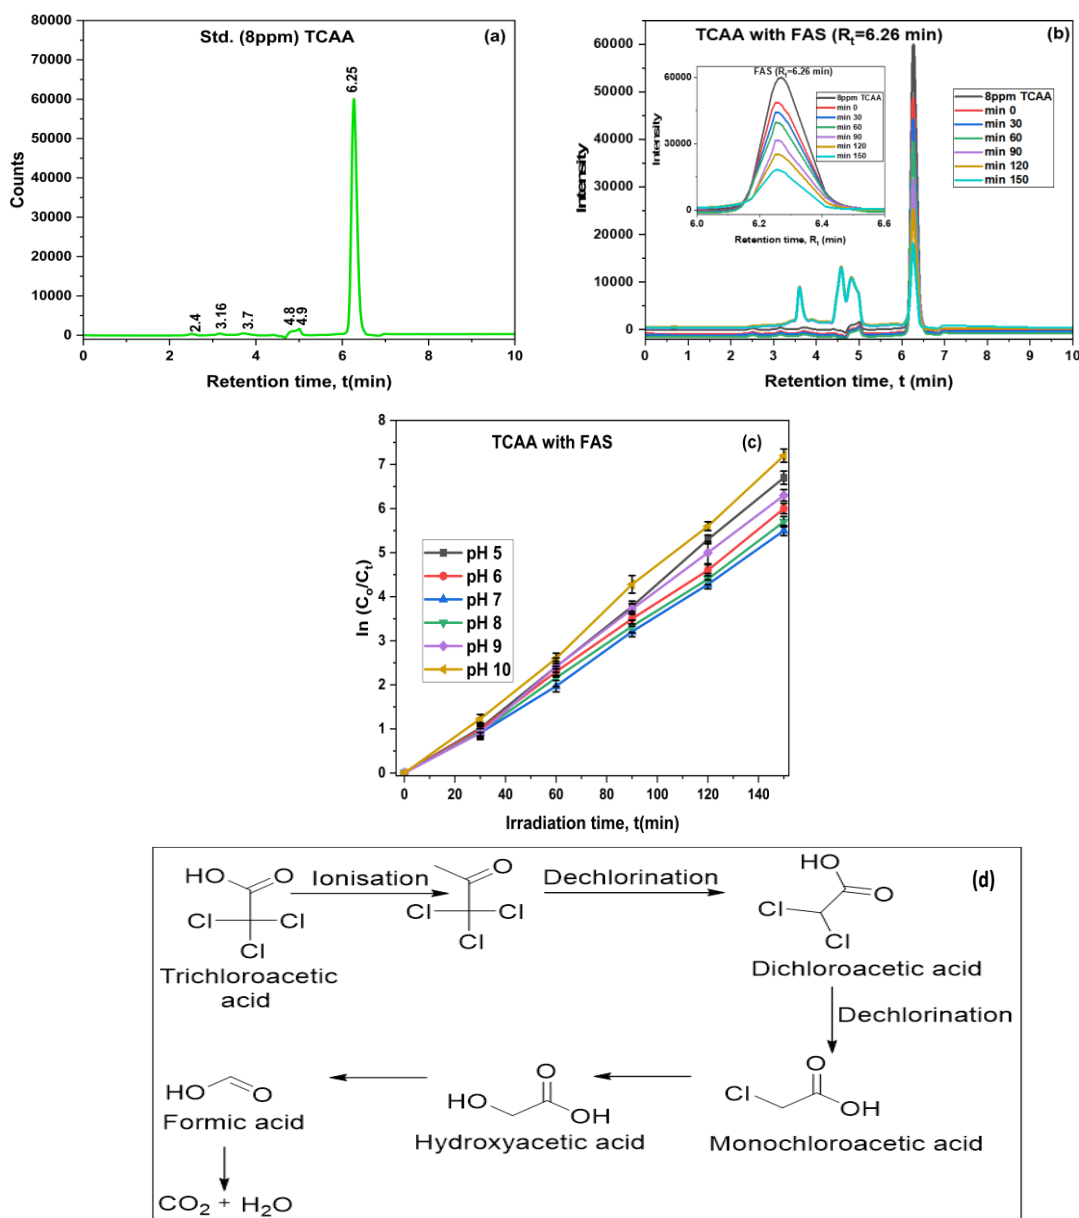 Std. (8ppm) TCAA
(a)
80000
70000
60000
50000
40000
30000
20000
10000
0
Counts
2.4
3.16
3.7
4.8
4.9
6.25
0 2 4 6 8 10
Retention time, t(min)
TCAA with FAS (Rt=6.26 min)
(b)
60000
50000
40000
30000
20000
10000
0
Intensity
FAS (Rt=6.26 min)
60000
30000
0
Intensity
8ppm TCAA
min 0
min 30
min 60
min 90
min 120
min 150
6.0 6.2 6.4 6.6
Retention time, Rt (min)
8ppm TCAA
min 0
min 30
min 60
min 90
min 120
min 150
0 1 2 3 4 5 6 7 8 9 10
Retention time, t (min)
TCAA with FAS
(c)
8
7
6
5
4
3
2
1
0
ln (Co/Ct)
pH 5
pH 6
pH 7
pH 8
pH 9
pH 10
0 20 40 60 80 100 120 140
Irradiation time, t(min)
(d)
HO O
Cl Cl
Cl
Trichloroacetic
acid
Ionisation
O
Cl Cl
Cl
Dechlorination
HO
O
Cl
Cl
Dichloroacetic acid
Dechlorination
O
Cl
OH
Monochloroacetic acid
O
HO
OH
Hydroxyacetic acid
HO O
Formic acid
CO2 + H2O